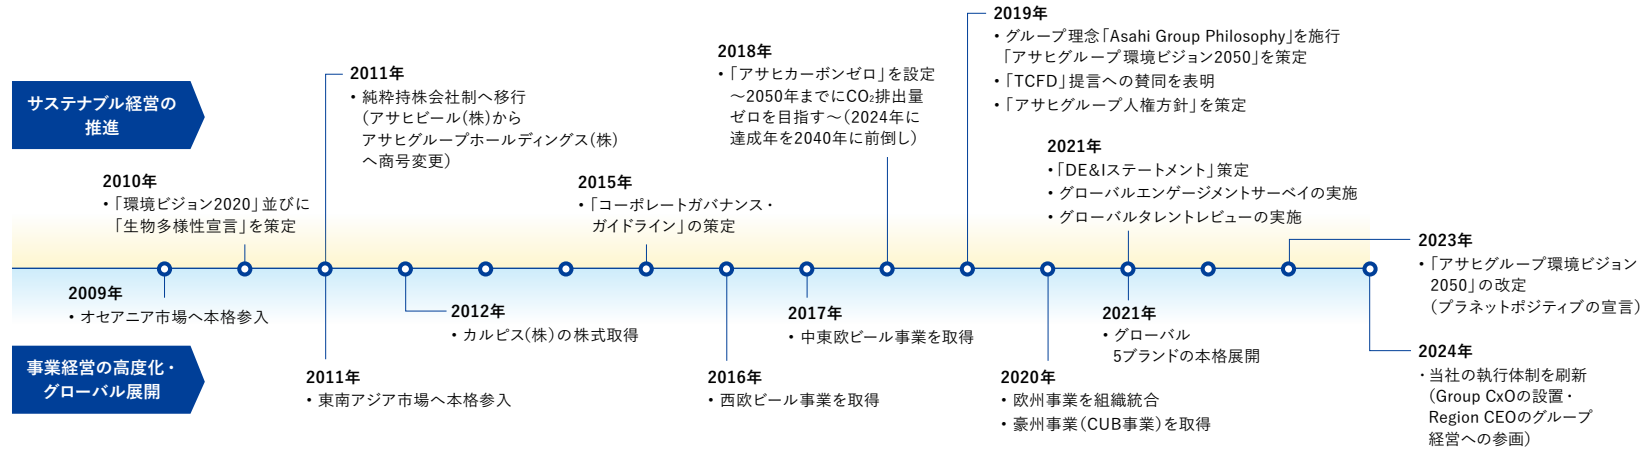 サステナブル経営の
推進
2010年
・「環境ビジョン2020」並びに
「生物多様性宣言」を策定
2011年
・純粋持株会社制へ移行
(アサヒビール(株)から
アサヒグループホールディングス(株)
へ商号変更)
2015年
・「コーポレートガバナンス・
ガイドライン」の策定
2018年
・「アサヒカーボンゼロ」を設定
～2050年までにCO₂排出量
ゼロを目指す～(2024年に
達成年を2040年に前倒し)
2019年
・グループ理念「Asahi Group Philosophy」を施行
「アサヒグループ環境ビジョン2050」を策定
・「TCFD」提言への賛同を表明
・「アサヒグループ人権方針」を策定
2021年
・「DE&Iステートメント」策定
・グローバルエンゲージメントサーベイの実施
・グローバルタレントレビューの実施
2023年
・「アサヒグループ環境ビジョン
2050」の改定
(プラネットポジティブの宣言)
事業経営の高度化・
グローバル展開
2009年
・オセアニア市場へ本格参入
2011年
・東南アジア市場へ本格参入
2012年
・カルピス(株)の株式取得
2016年
・西欧ビール事業を取得
2017年
・中東欧ビール事業を取得
2020年
・欧州事業を組織統合
・豪州事業(CUB事業)を取得
2021年
・グローバル
5ブランドの本格展開
2024年
・当社の執行体制を刷新
(Group CxOの設置・
Region CEOのグループ
経営への参画)